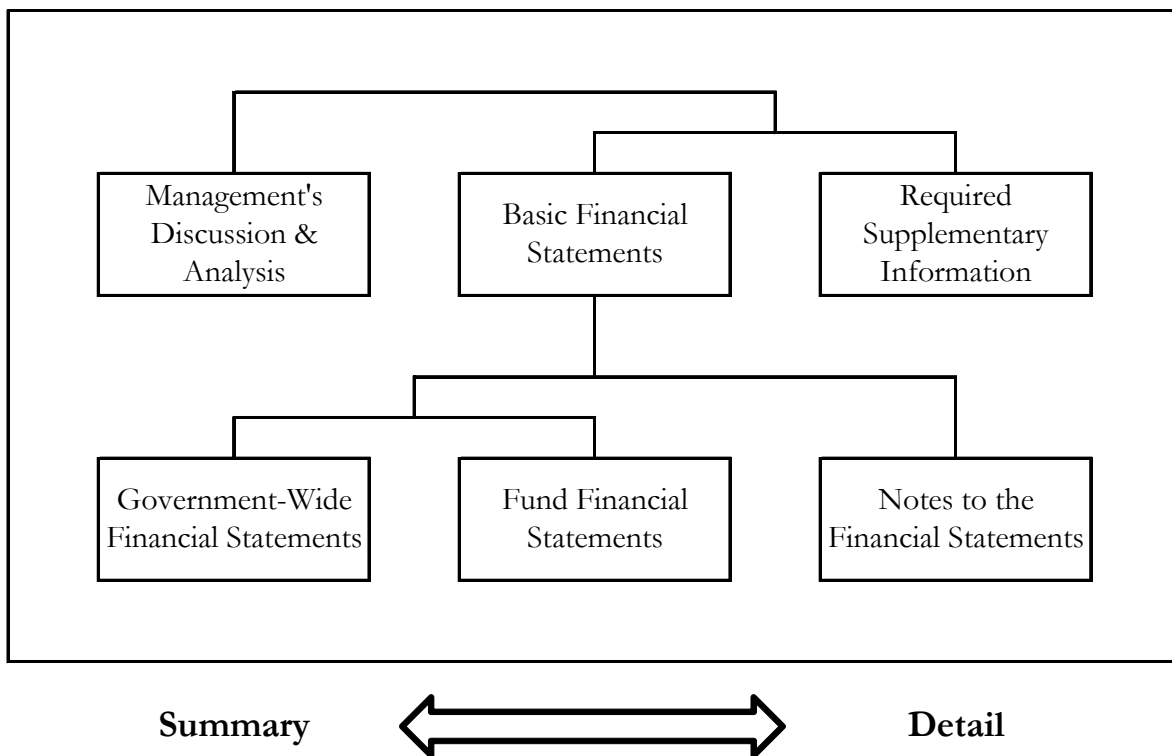 Management's
Discussion &
Analysis
Basic Financial
Statements
Required
Supplementary
Information
Government-Wide
Financial Statements
Fund Financial
Statements
Notes to the
Financial Statements
Summary
Detail